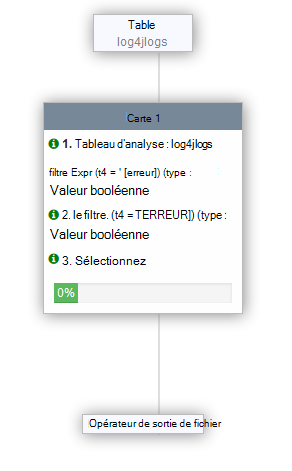 Table
log4jlogs
Carte 1
1. Tableau d'analyse : log4jlogs
filtre Expr (t4 = ' [erreur]) (type :
Valeur booléenne
2. le filtre. (t4 = TERREUR]) (type :
Valeur booléenne
3. Sélectionnez
0%
Opérateur de sortie de fichier